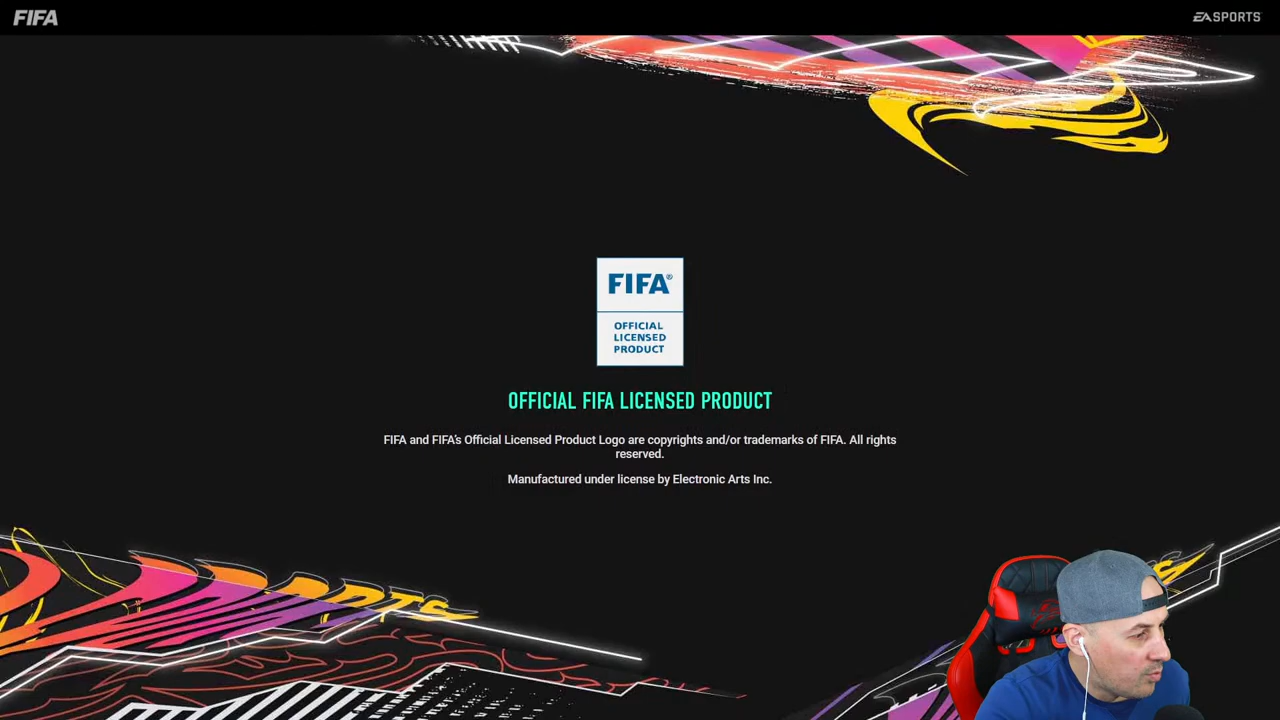 FIFA
EA SPORTS
FIFA®
OFFICIAL
LICENSED
PRODUCT
OFFICIAL FIFA LICENSED PRODUCT
FIFA and FIFA's Official Licensed Product Logo are copyrights and/or trademarks of FIFA. All rights
reserved.
Manufactured under license by Electronic Arts Inc.